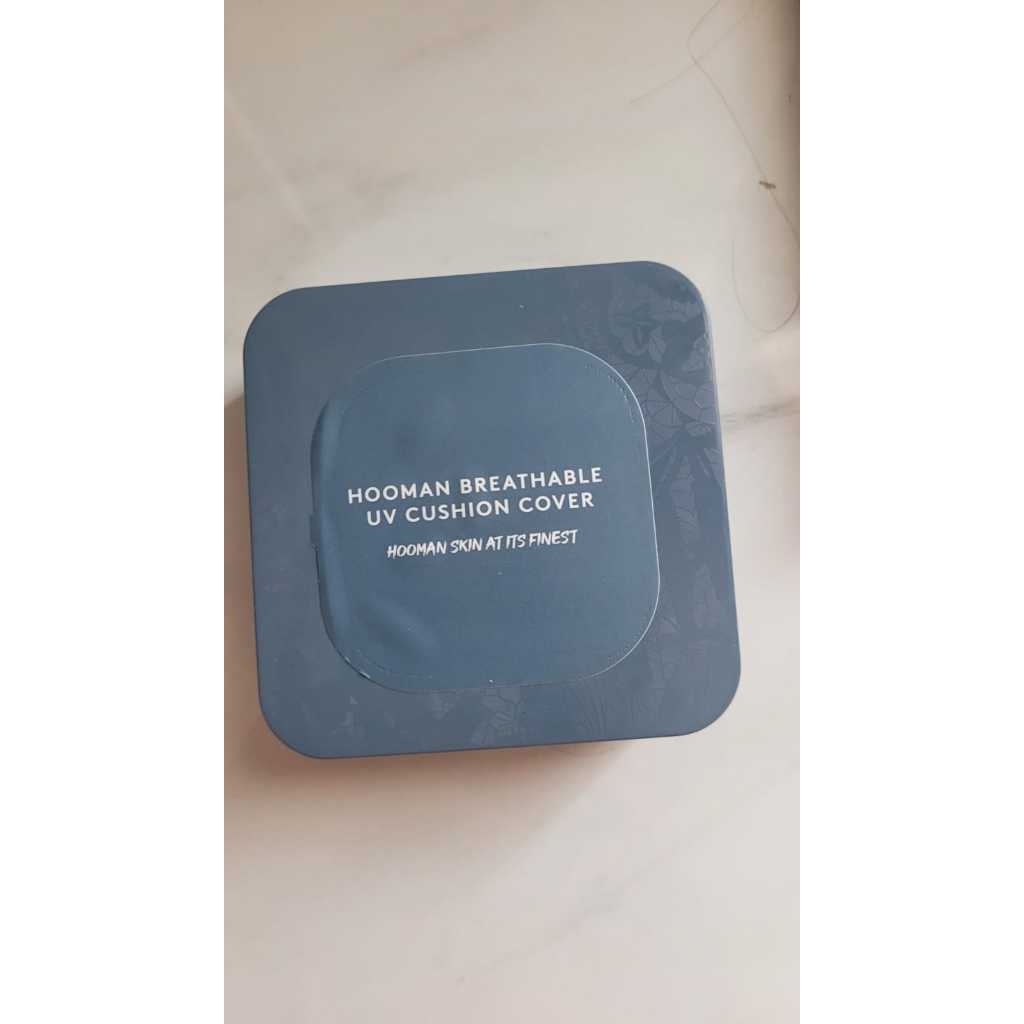 HOOMAN BREATHABLE
UV CUSHION COVER
HOOMAN SKIN AT ITS FINEST